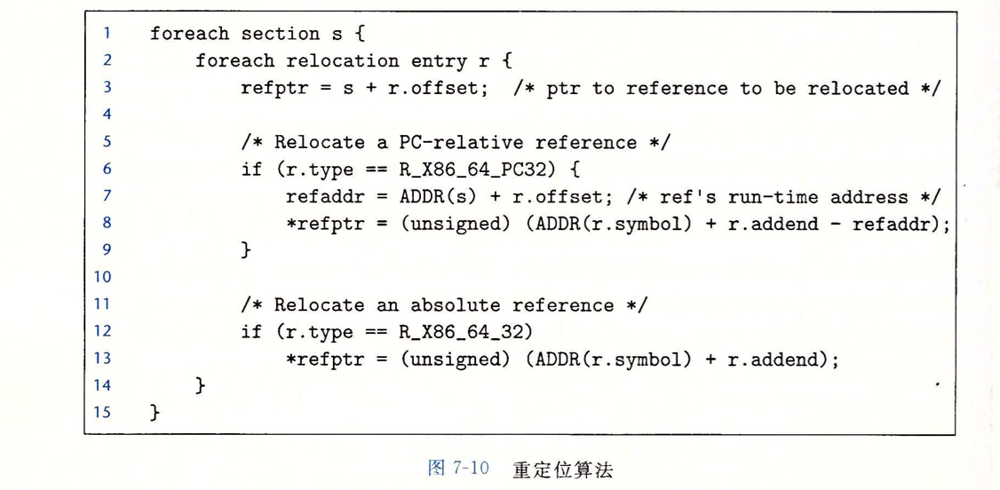 1 foreach section s {
2 foreach relocation entry r {
3 refptr = s + r.offset; /* ptr to reference to be relocated */
4
5 /* Relocate a PC-relative reference */
6 if (r.type == R_X86_64_PC32) {
7 refaddr = ADDR(s) + r.offset; /* ref's run-time address */
8 *refptr = (unsigned) (ADDR(r.symbol) + r.addend - refaddr);
9 }
10
11 /* Relocate an absolute reference */
12 if (r.type == R_X86_64_32)
13 *refptr = (unsigned) (ADDR(r.symbol) + r.addend);
14 }
15 }
图 7-10 重定位算法